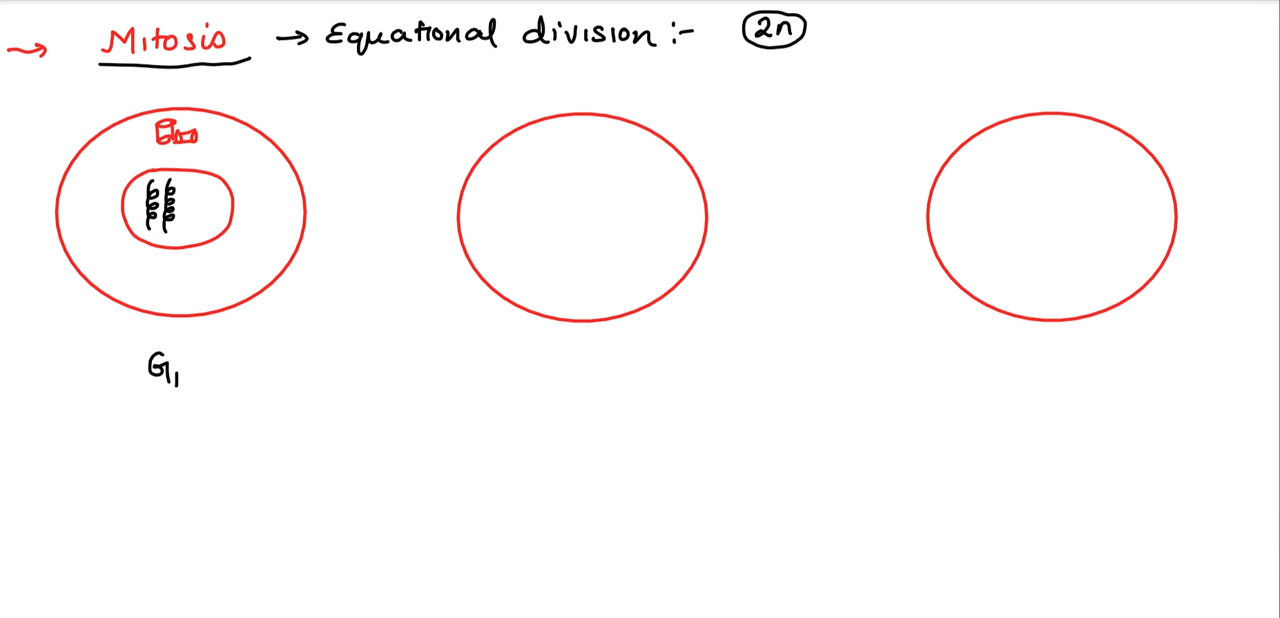 → Mitosis → Equational division :- 2n
G1